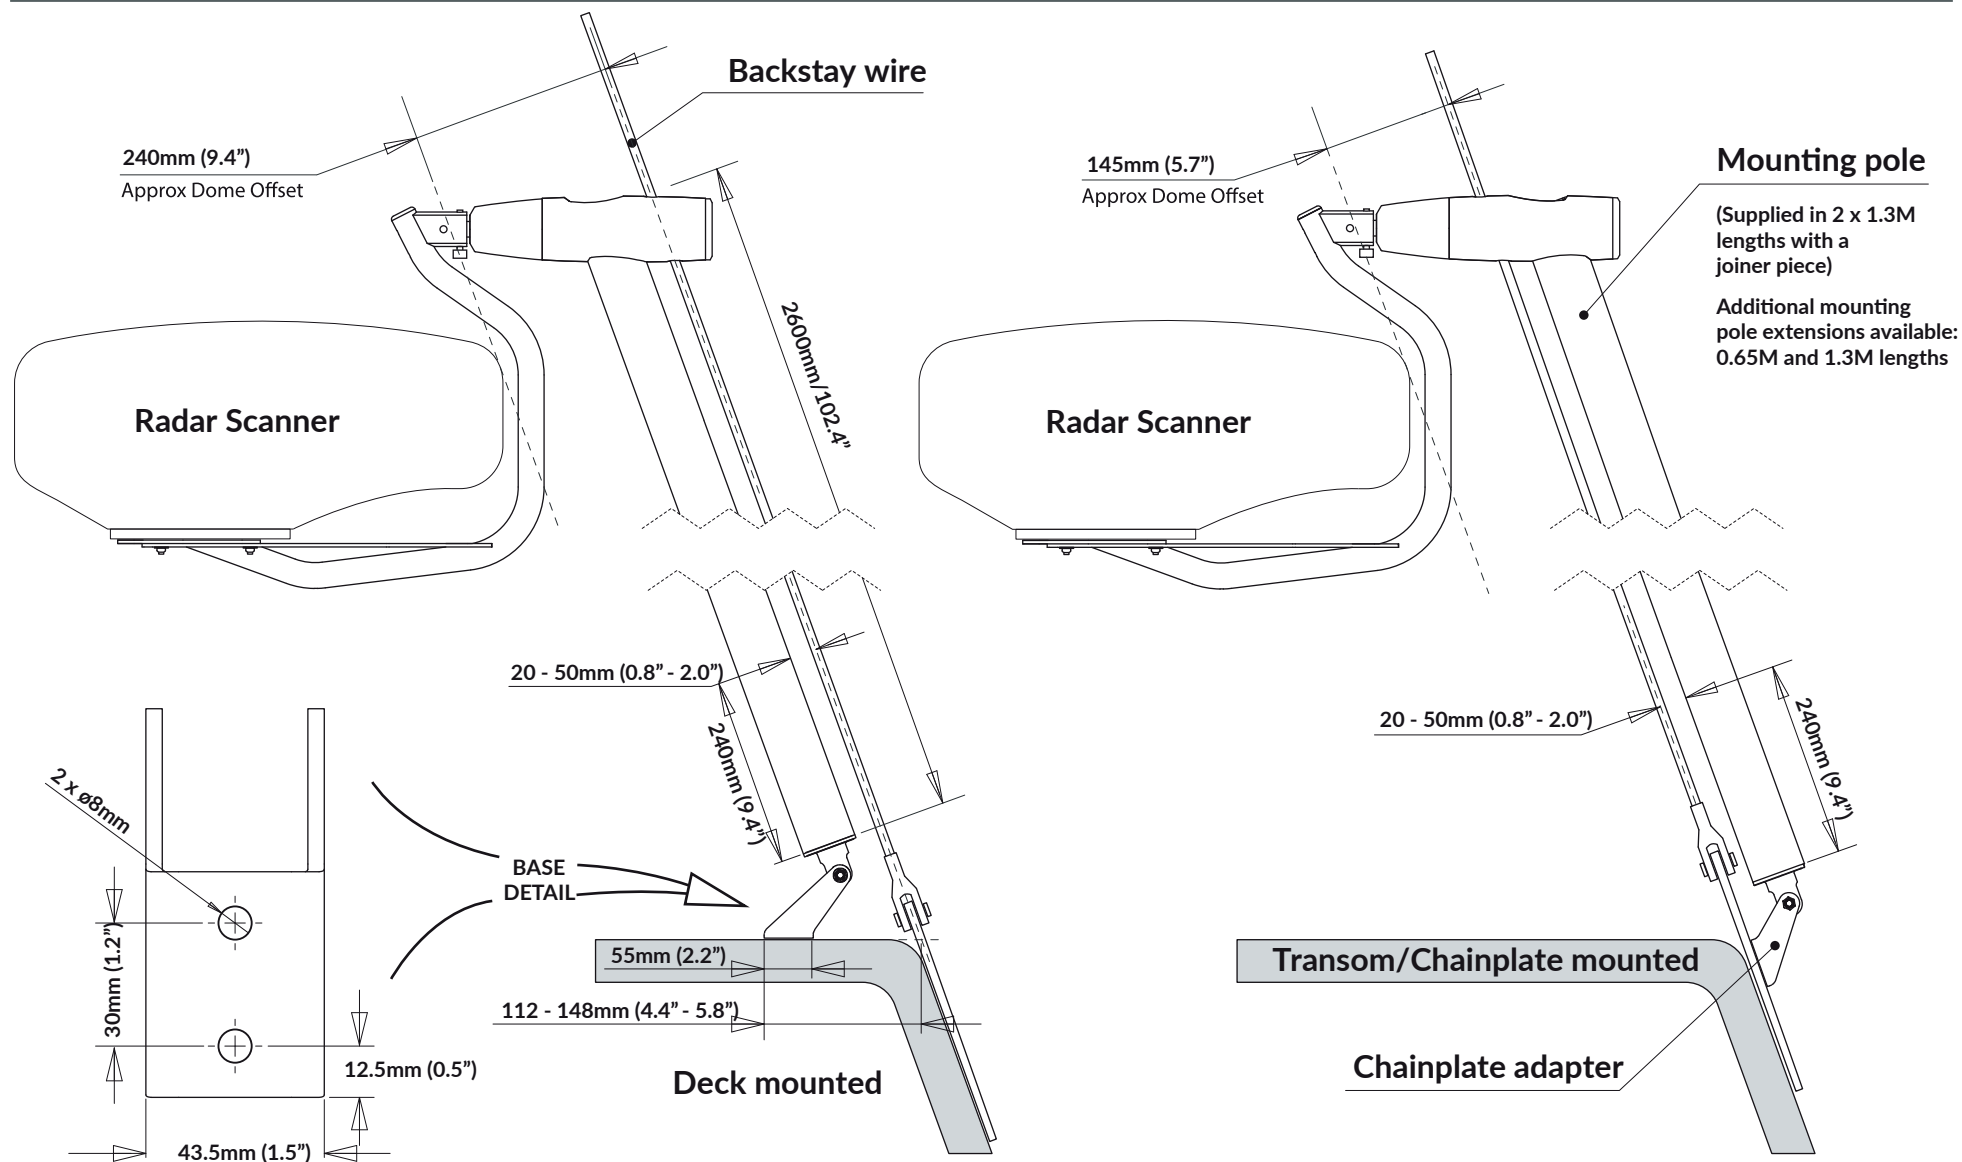 Backstay wire
240mm (9.4”)
Approx Dome Offset
145mm (5.7”)
Approx Dome Offset
Mounting pole
(Supplied in 2 x 1.3M
lengths with a
joiner piece)
Additional mounting
pole extensions available:
0.65M and 1.3M lengths
2600mm/102.4”
Radar Scanner
Radar Scanner
20 - 50mm (0.8” - 2.0”)
240mm (9.4”)
20 - 50mm (0.8” - 2.0”)
240mm (9.4”)
2 x ø8mm
BASE
DETAIL
30mm (1.2”)
12.5mm (0.5”)
43.5mm (1.5”)
55mm (2.2”)
112 - 148mm (4.4” - 5.8”)
Deck mounted
Transom/Chainplate mounted
Chainplate adapter